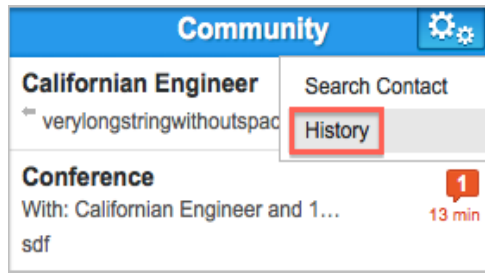 Community
Californian Engineer
verylongstringwithoutspac
Search Contact
History
Conference
With: Californian Engineer and 1…
sdf
1
13 min